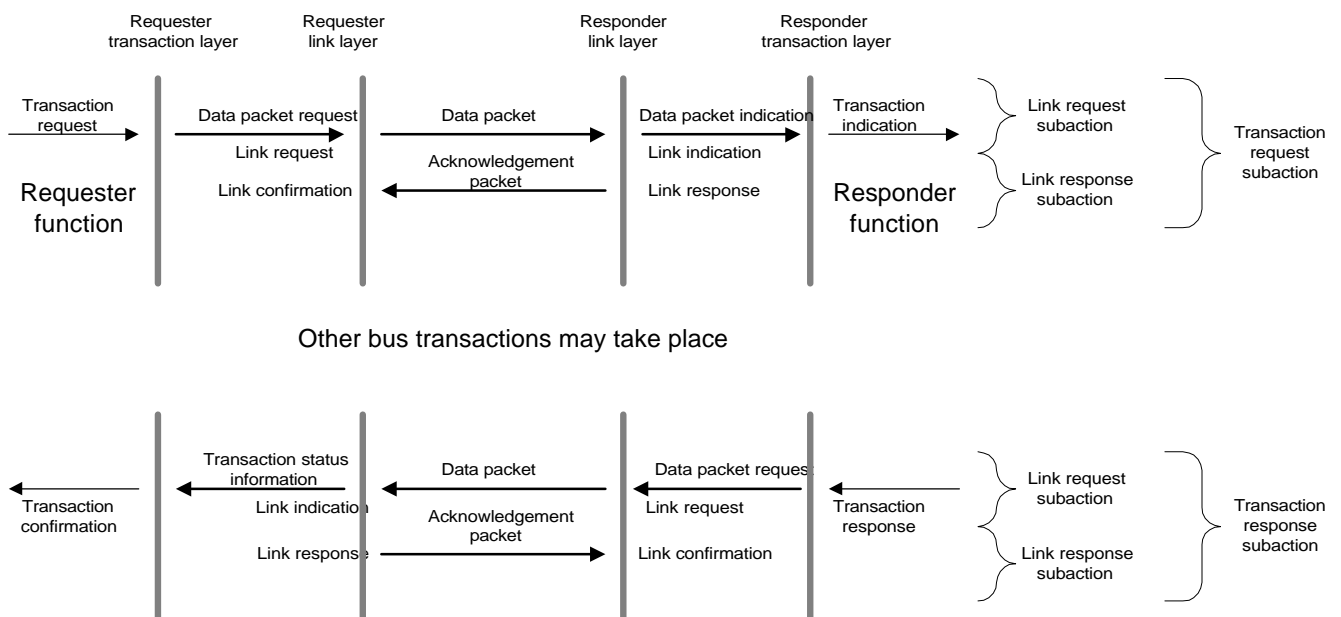 Requester
transaction layer
Requester
link layer
Responder
link layer
Responder
transaction layer
Transaction
request
Data packet request
Data packet
Data packet indication
Transaction
indication
Link request
subaction
Transaction
request
subaction
Link request
Link indication
Acknowledgement
packet
Link confirmation
Link response
Link response
subaction
Requester
function
Responder
function
Other bus transactions may take place
Transaction status
information
Data packet
Data packet request
Link request
subaction
Transaction
confirmation
Link indication
Link request
Transaction
response
Transaction
response
subaction
Acknowledgement
packet
Link response
Link confirmation
Link response
subaction